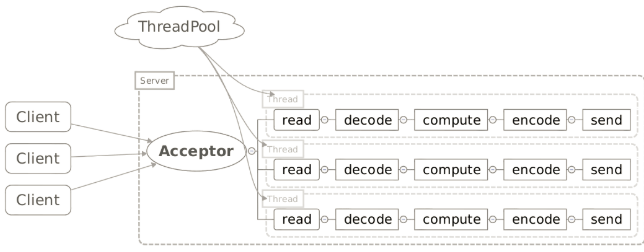 ThreadPool
Server
Thread
Client
read decode compute encode send
Client
Acceptor
Thread
read decode compute encode send
Client
Thread
read decode compute encode send